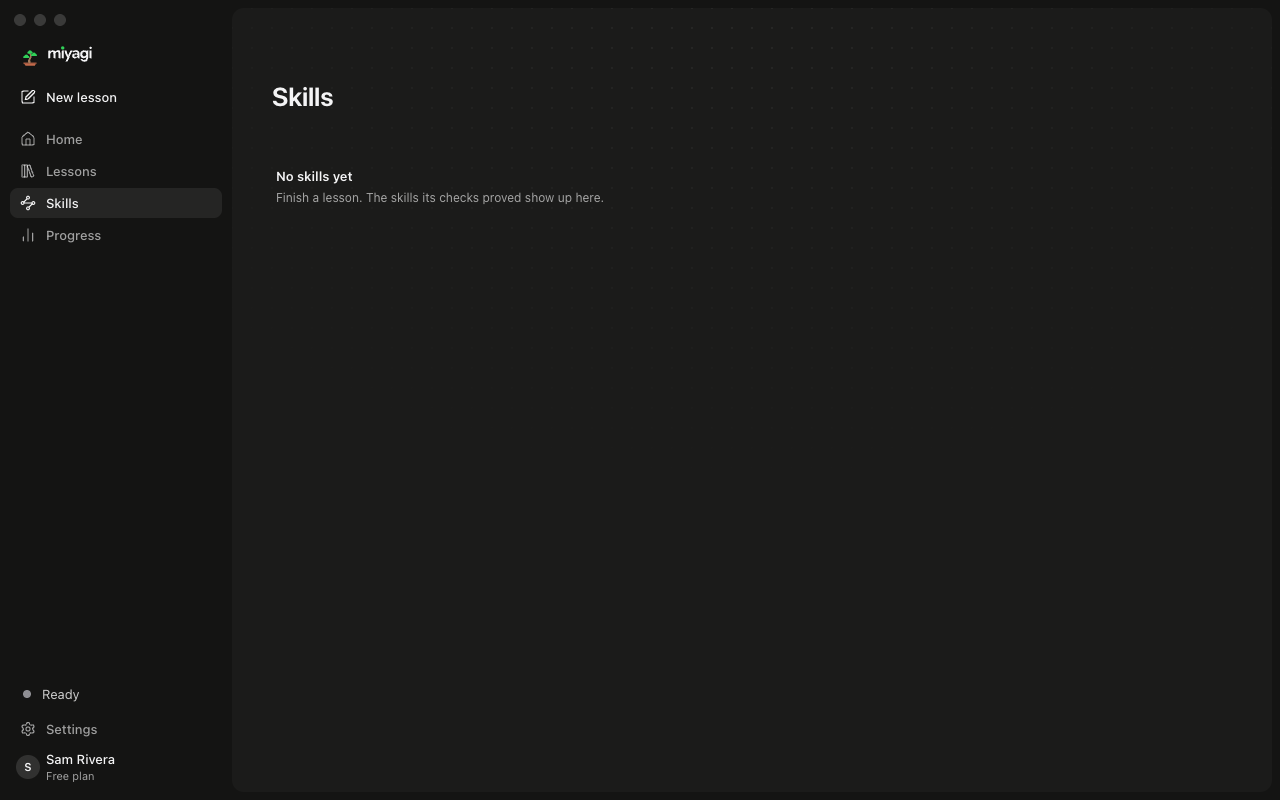 miyagi
New lesson
Home
Lessons
Skills
Progress
Skills
No skills yet
Finish a lesson. The skills its checks proved show up here.
Ready
Settings
S
Sam Rivera
Free plan